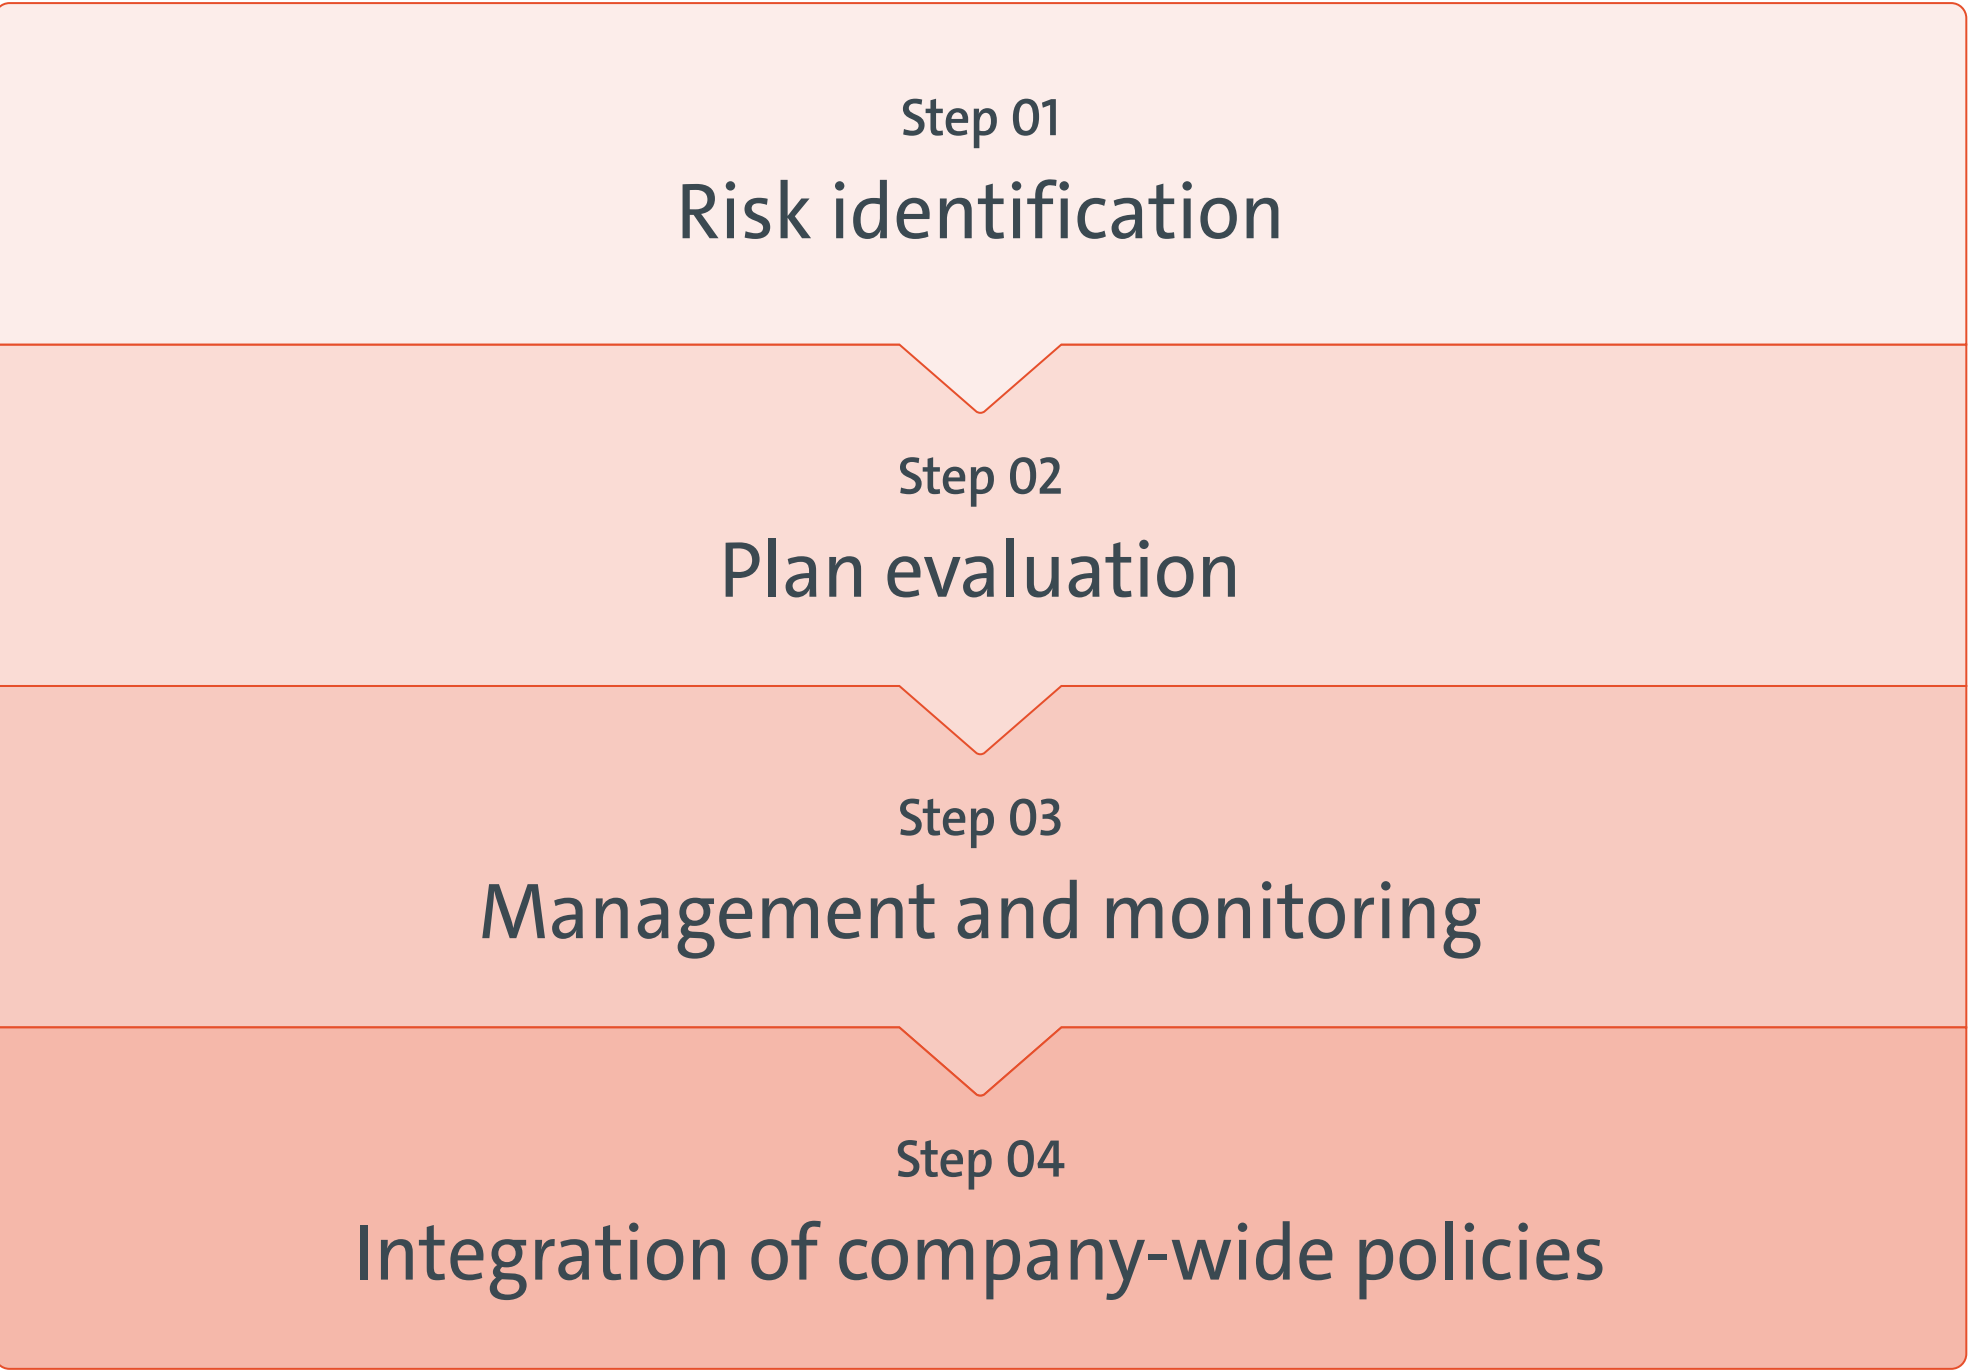 Step 01
Risk identification
Step 02
Plan evaluation
Step 03
Management and monitoring
Step 04
Integration of company-wide policies